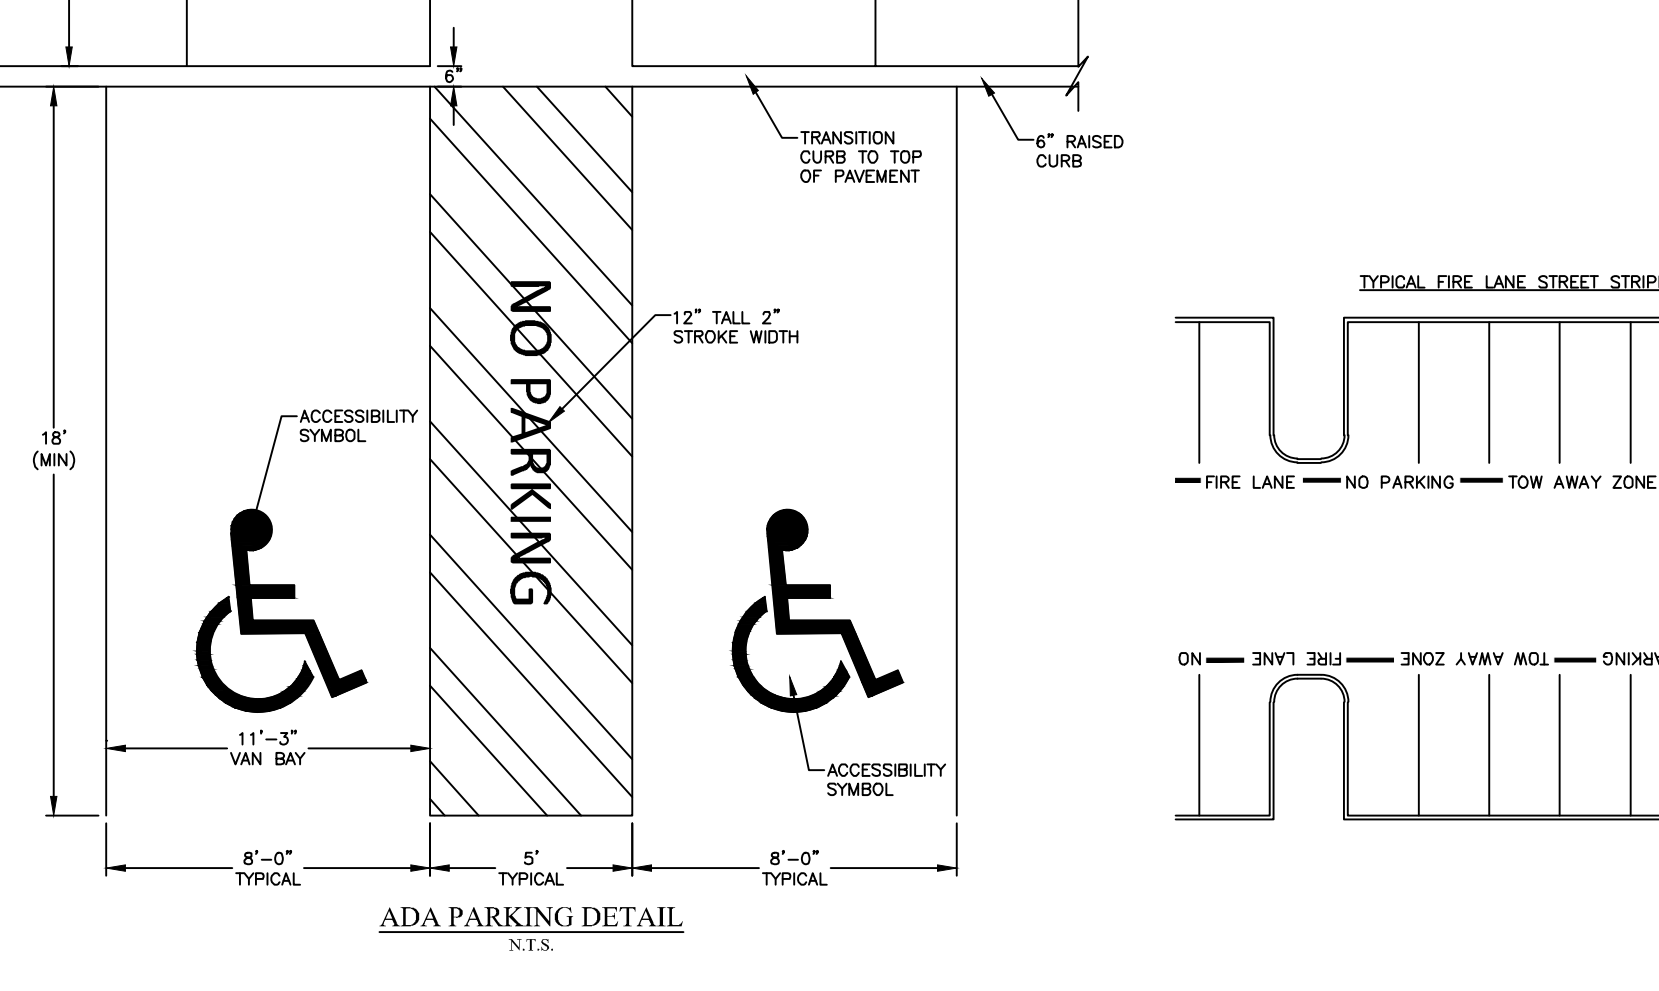 6"
TRANSITION
CURB TO TOP
OF PAVEMENT
6" RAISED
CURB
NO PARKING
12" TALL 2"
STROKE WIDTH
ACCESSIBILITY
SYMBOL
18'
(MIN)
11'-3"
VAN BAY
ACCESSIBILITY
SYMBOL
8'-0"
TYPICAL
5'
TYPICAL
8'-0"
TYPICAL
ADA PARKING DETAIL
N.T.S.
TYPICAL FIRE LANE STREET STRIP
FIRE LANE NO PARKING TOW AWAY ZONE
ARKING TOW AWAY ZONE FIRE LANE NO